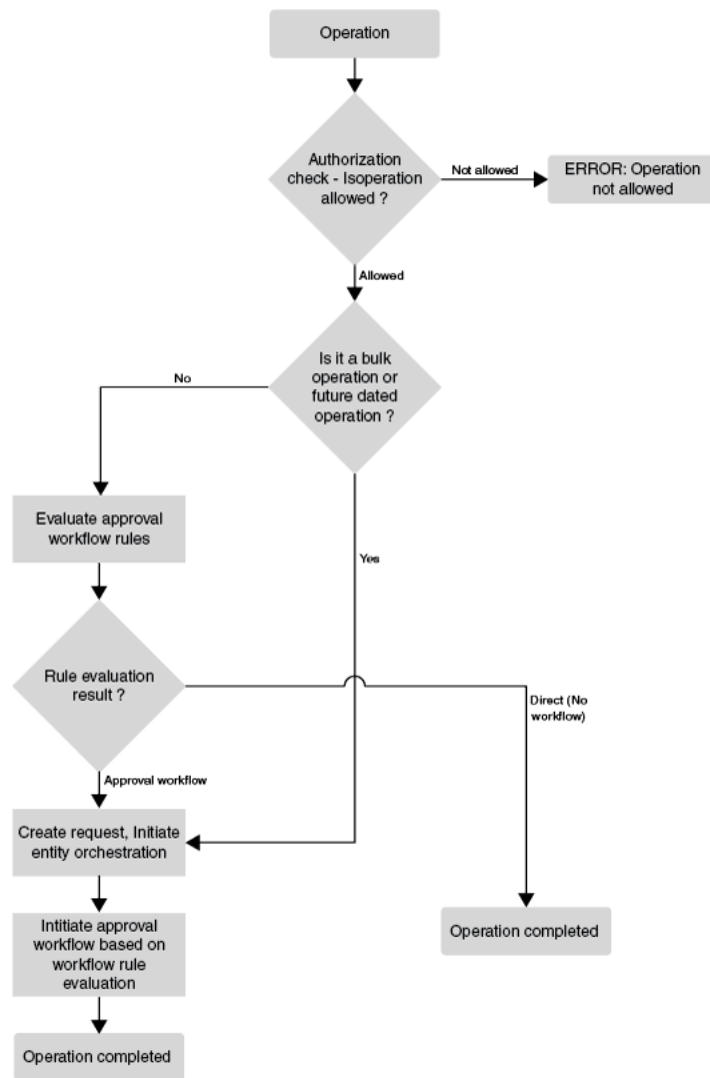 Operation
Authorization
check - Isoperation
allowed ?
Not allowed
ERROR: Operation
not allowed
Allowed
Is it a bulk
operation or
future dated
operation ?
No
Evaluate approval
workflow rules
Yes
Rule evaluation
result ?
Direct (No
workflow)
Approval workflow
Create request, Initiate
entity orchestration
Intitiate approval
workflow based on
workflow rule
evaluation
Operation completed
Operation completed